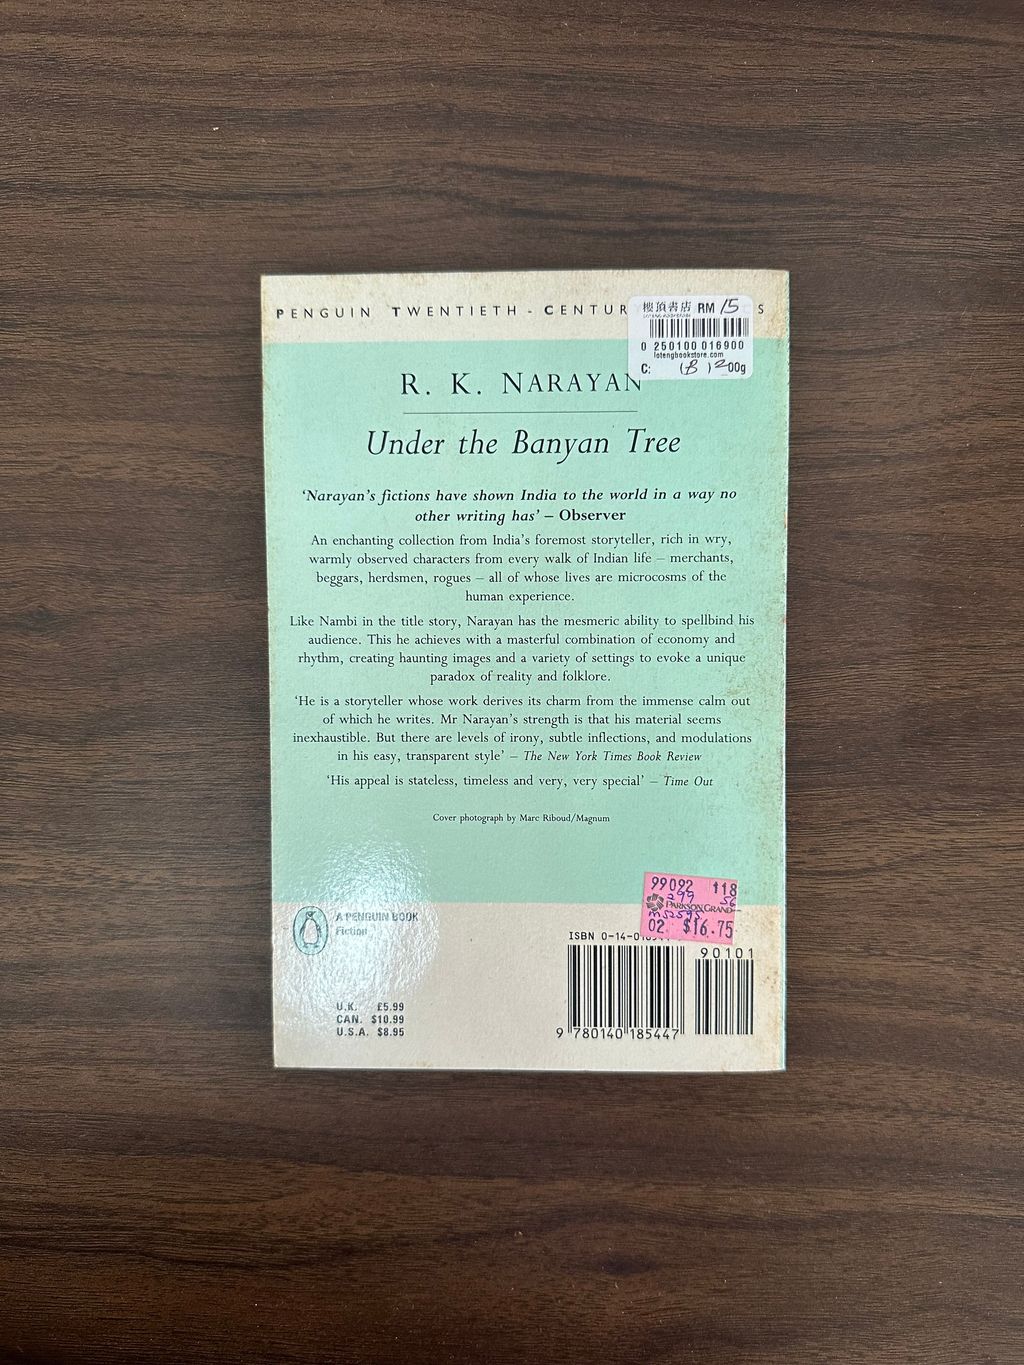 PENGUIN TWENTIETH-CENTUR S
樓頂書店 RM 15
0 250100 016900
lotengbookstore.com
C: (B) 200g
R. K. NARAYAN
Under the Banyan Tree
‘Narayan’s fictions have shown India to the world in a way no
other writing has’ – Observer
An enchanting collection from India’s foremost storyteller, rich in wry,
warmly observed characters from every walk of Indian life – merchants,
beggars, herdsmen, rogues – all of whose lives are microcosms of the
human experience.
Like Nambi in the title story, Narayan has the mesmeric ability to spellbind his
audience. This he achieves with a masterful combination of economy and
rhythm, creating haunting images and a variety of settings to evoke a unique
paradox of reality and folklore.
‘He is a storyteller whose work derives its charm from the immense calm out
of which he writes. Mr Narayan’s strength is that his material seems
inexhaustible. But there are levels of irony, subtle inflections, and modulations
in his easy, transparent style’ – The New York Times Book Review
‘His appeal is stateless, timeless and very, very special’ – Time Out
Cover photograph by Marc Riboud/Magnum
99092 118
PARKSON GRAND
02 $16.75
A PENGUIN BOOK
Fiction
ISBN 0-14-0
90101
U.K. £5.99
CAN. $10.99
U.S.A. $8.95
9 780140 185447